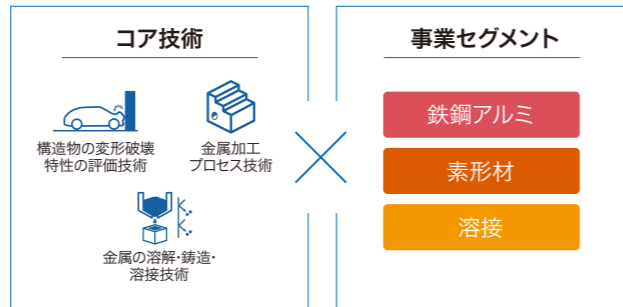 コア技術
構造物の変形破壊
特性の評価技術
金属加工
プロセス技術
金属の溶解・鋳造・
溶接技術
事業セグメント
鉄鋼アルミ
素形材
溶接